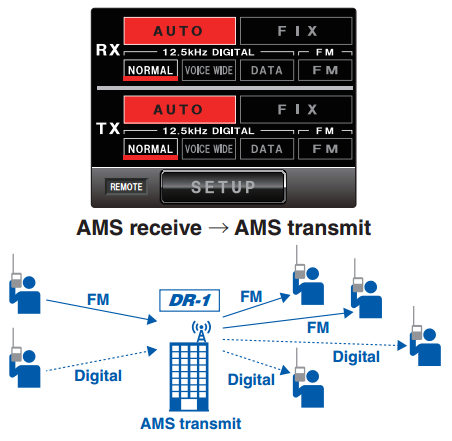 AUTO FIX
RX 12.5kHz DIGITAL FM
NORMAL VOICE WIDE DATA FM
AUTO FIX
TX 12.5kHz DIGITAL FM
NORMAL VOICE WIDE DATA FM
REMOTE SETUP
AMS receive → AMS transmit
FM DR-1 FM
FM
Digital Digital Digital
AMS transmit